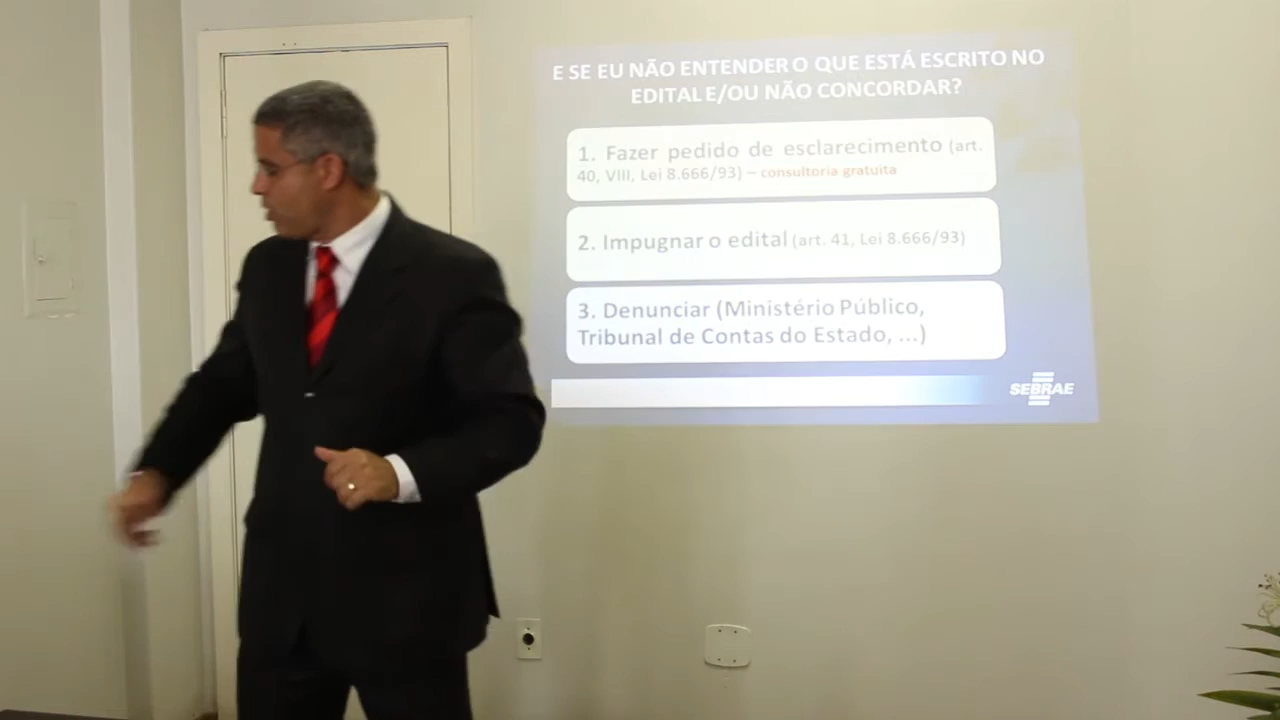 E SE EU NÃO ENTENDER O QUE ESTÁ ESCRITO NO
EDITAL E/OU NÃO CONCORDAR?
1. Fazer pedido de esclarecimento (art.
40, VIII, Lei 8.666/93) – consultoria gratuita
2. Impugnar o edital (art. 41, Lei 8.666/93)
3. Denunciar (Ministério Público,
Tribunal de Contas do Estado, ...)
SEBRAE